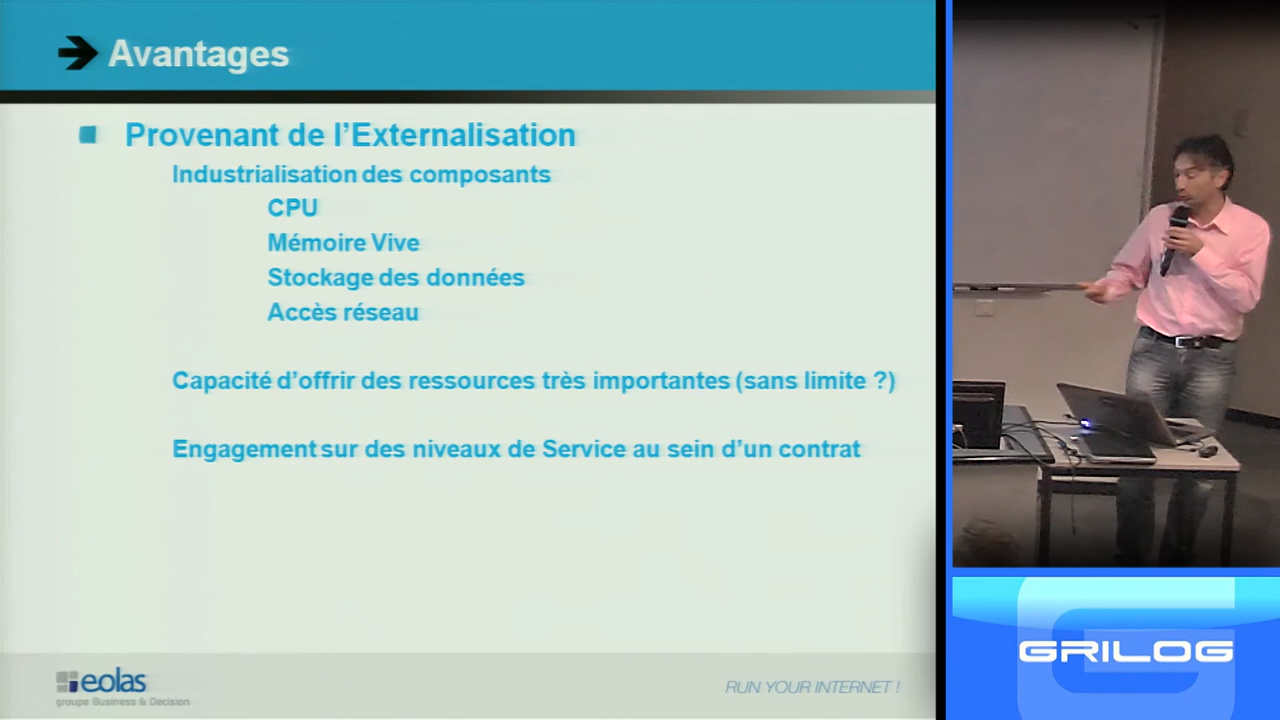 Avantages
Provenant de l'Externalisation
Industrialisation des composants
CPU
Mémoire Vive
Stockage des données
Accès réseau
Capacité d'offrir des ressources très importantes (sans limite ?)
Engagement sur des niveaux de Service au sein d'un contrat
eolas
groupe Business & Decision
RUN YOUR INTERNET !
GRILOG